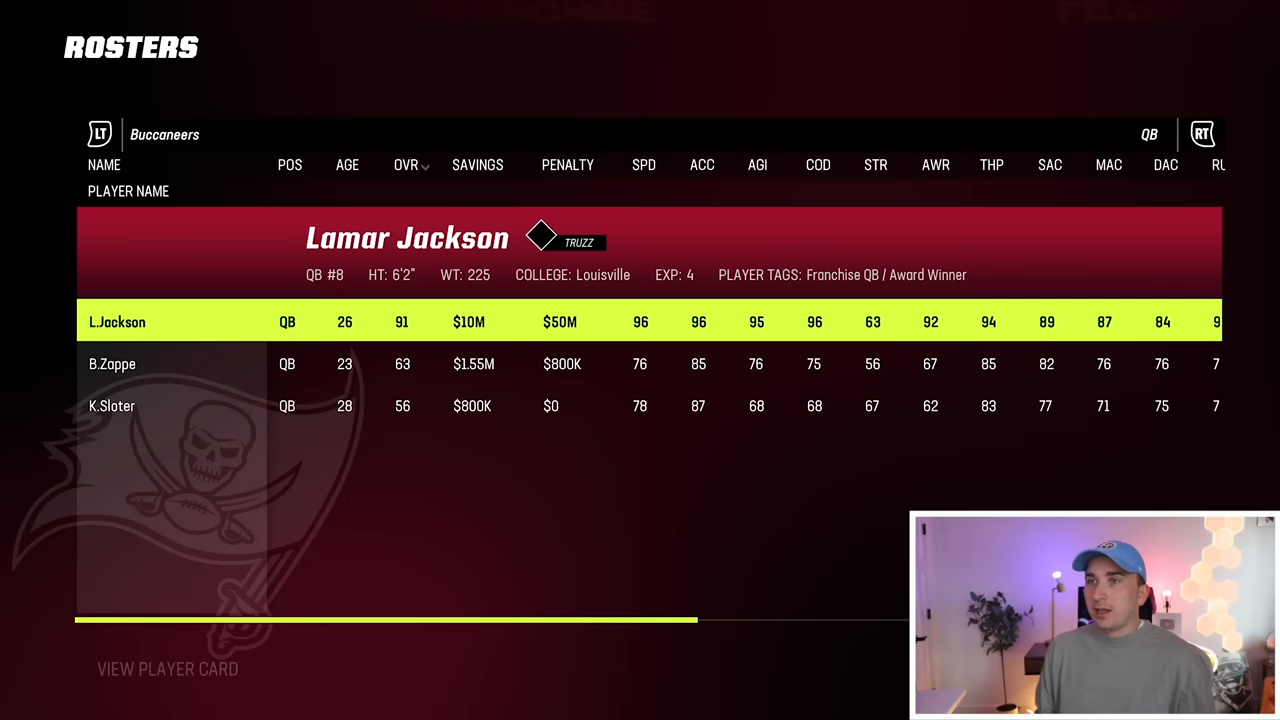 ROSTERS
LT Buccaneers QB RT
NAME POS AGE OVR SAVINGS PENALTY SPD ACC AGI COD STR AWR THP SAC MAC DAC RU
PLAYER NAME
Lamar Jackson TRUZZ
QB #8 HT: 6'2" WT: 225 COLLEGE: Louisville EXP: 4 PLAYER TAGS: Franchise QB / Award Winner
L.Jackson QB 26 91 $10M $50M 96 96 95 96 63 92 94 89 87 84 9
B.Zappe QB 23 63 $1.55M $800K 76 85 76 75 56 67 85 82 76 76 7
K.Sloter QB 28 56 $800K $0 78 87 68 68 67 62 83 77 71 75 7
VIEW PLAYER CARD